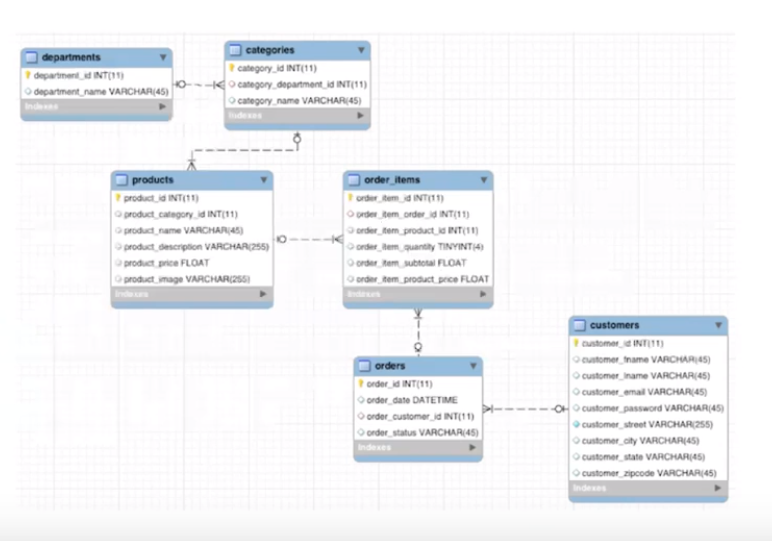 departments
department_id INT(11)
department_name VARCHAR(45)
Indexes
categories
category_id INT(11)
category_department_id INT(11)
category_name VARCHAR(45)
Indexes
products
product_id INT(11)
product_category_id INT(11)
product_name VARCHAR(45)
product_description VARCHAR(255)
product_price FLOAT
product_image VARCHAR(255)
Indexes
order_items
order_item_id INT(11)
order_item_order_id INT(11)
order_item_product_id INT(11)
order_item_quantity TINYINT(4)
order_item_subtotal FLOAT
order_item_product_price FLOAT
Indexes
orders
order_id INT(11)
order_date DATETIME
order_customer_id INT(11)
order_status VARCHAR(45)
Indexes
customers
customer_id INT(11)
customer_fname VARCHAR(45)
customer_lname VARCHAR(45)
customer_email VARCHAR(45)
customer_password VARCHAR(45)
customer_street VARCHAR(255)
customer_city VARCHAR(45)
customer_state VARCHAR(45)
customer_zipcode VARCHAR(45)
Indexes